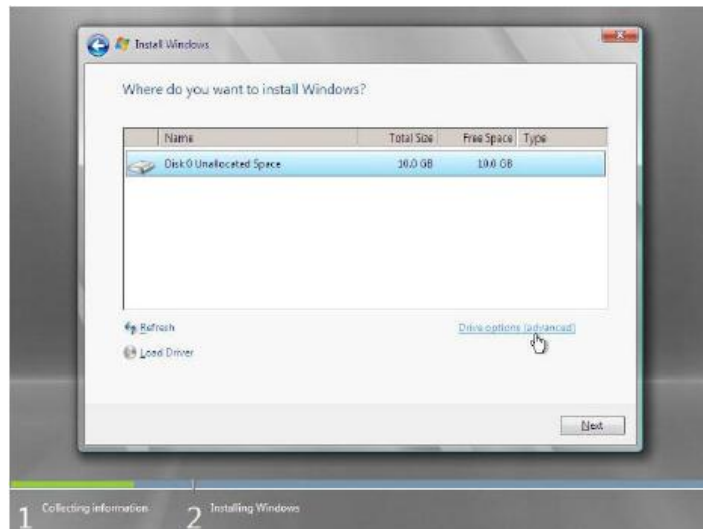 Install Windows
Where do you want to install Windows?
Name Total Size Free Space Type
Disk 0 Unallocated Space 10.0 GB 10.0 GB
Refresh Drive options (advanced)
Load Driver
Next
1 Collecting information 2 Installing Windows